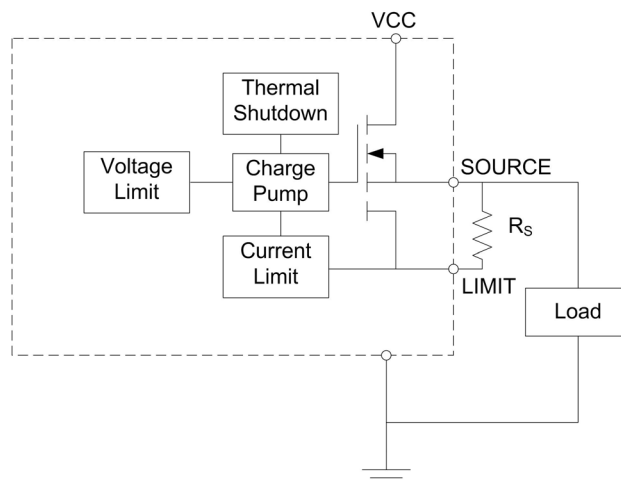 VCC
Thermal
Shutdown
Voltage
Limit
Charge
Pump
SOURCE
RS
Current
Limit
LIMIT
Load